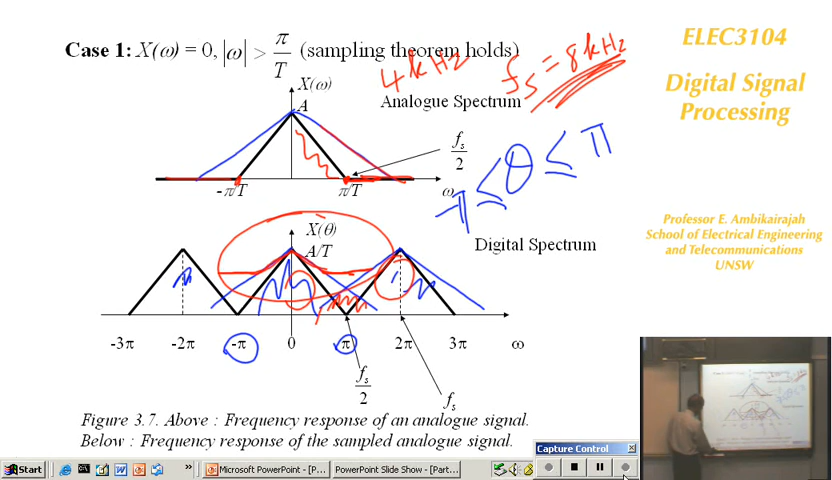 Case 1: X(ω) = 0, |ω| > π/T (sampling theorem holds)
4kHz
fs = 8kHz
X(ω)
A
Analogue Spectrum
fs/2
-π/T
π/T
ω
-π ≤ θ ≤ π
X(θ)
A/T
Digital Spectrum
-3π
-2π
-π
0
π
2π
3π
ω
fs/2
fs
Figure 3.7. Above : Frequency response of an analogue signal.
Below : Frequency response of the sampled analogue signal.
ELEC3104
Digital Signal
Processing
Professor E. Ambikairajah
School of Electrical Engineering
and Telecommunications
UNSW
Capture Control
Start
Microsoft PowerPoint - [P...
PowerPoint Slide Show - [Part...